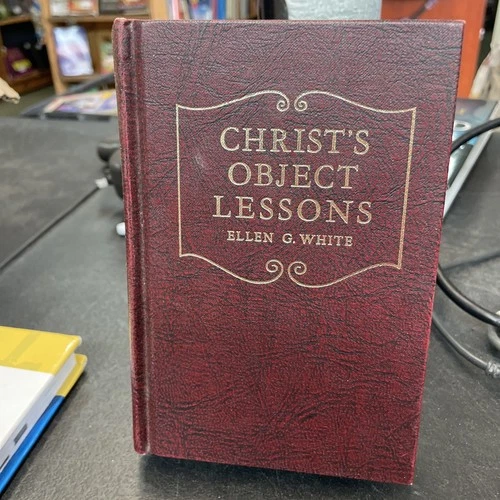 CHRIST'S
OBJECT
LESSONS
ELLEN G. WHITE